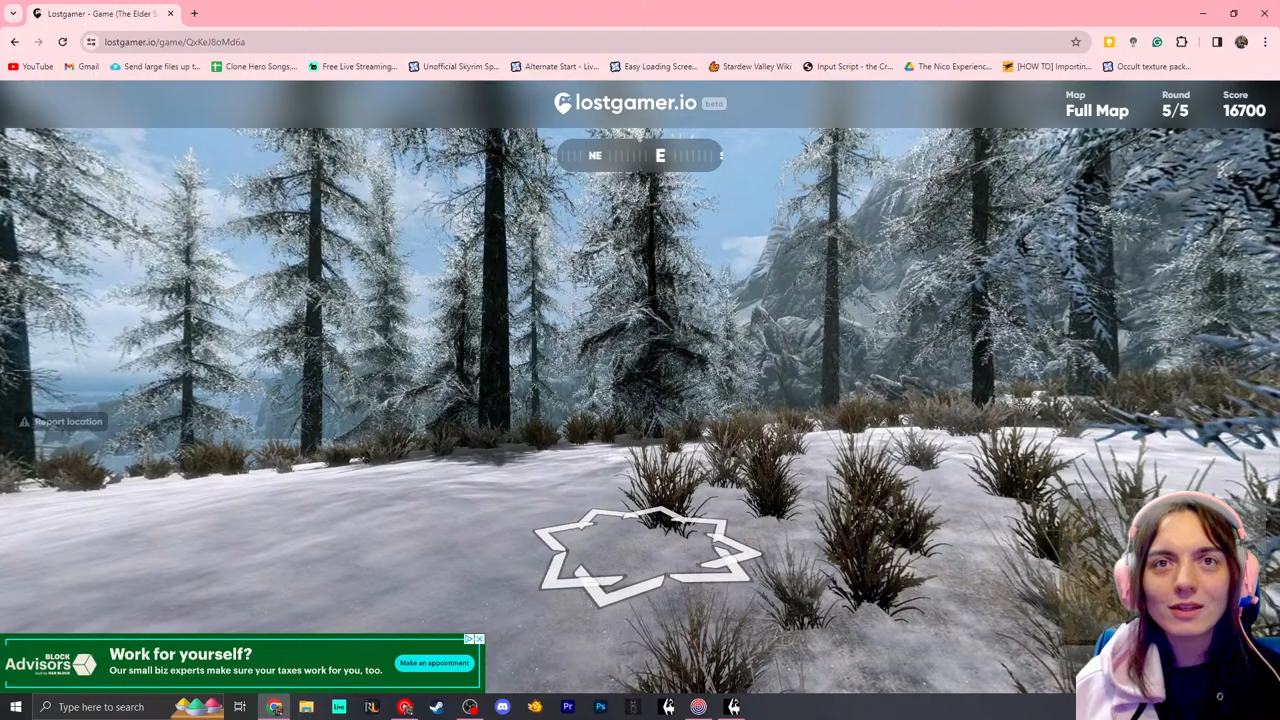 Lostgamer - Game (The Elder S
lostgamer.io/game/QxKeJ8oMd6a
YouTube
Gmail
Send large files up t...
Clone Hero Songs,...
Free Live Streaming...
Unofficial Skyrim Sp...
Alternate Start - Liv...
Easy Loading Scree...
Stardew Valley Wiki
Input Script - the Cr...
The Nico Experienc...
[HOW TO] Importin...
Occult texture pack...
lostgamer.io beta
Map
Full Map
Round
5/5
Score
16700
NE E S
Report location
BLOCK
Advisors
Work for yourself?
Our small biz experts make sure your taxes work for you, too.
Make an appointment
Type here to search
Live
Pr
Ps